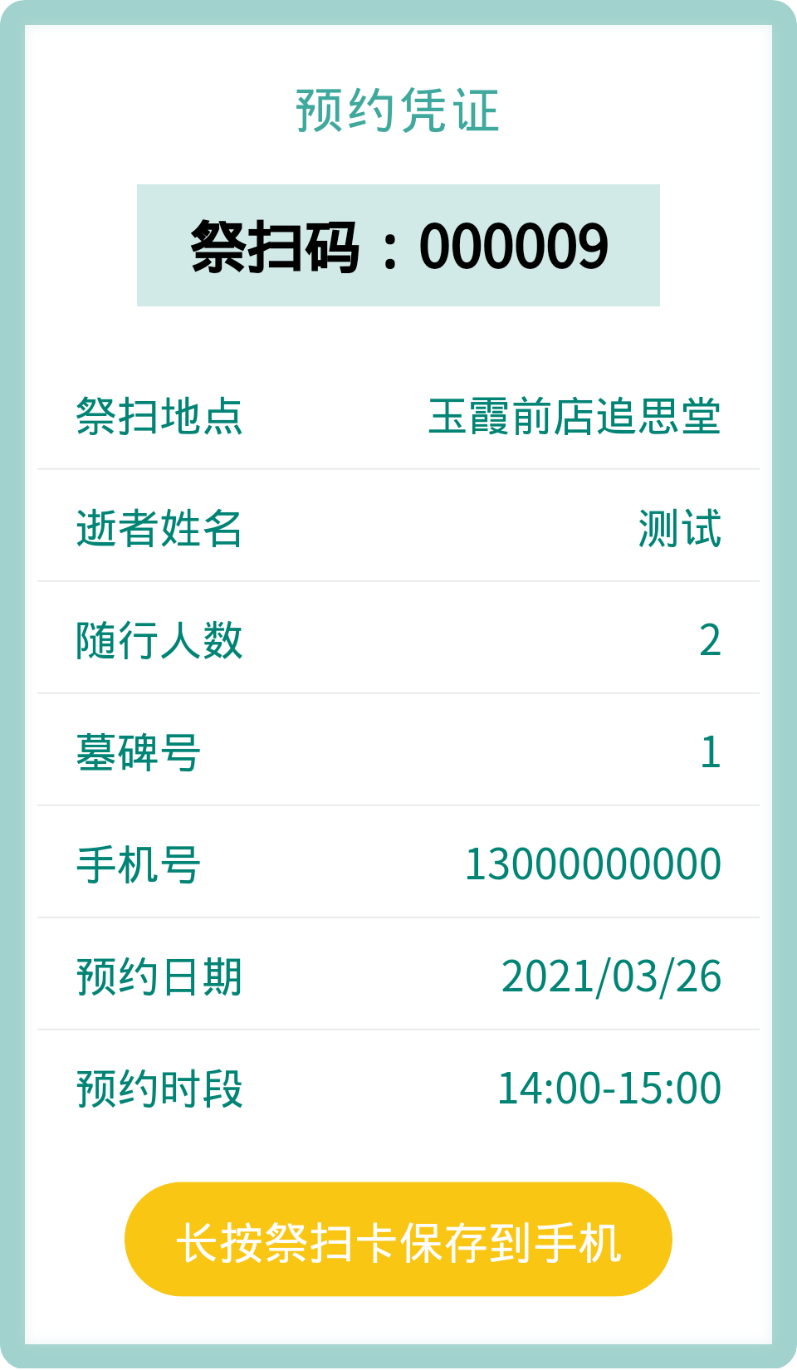 预约凭证
祭扫码：000009
祭扫地点 玉霞前店追思堂
逝者姓名 测试
随行人数 2
墓碑号 1
手机号 13000000000
预约日期 2021/03/26
预约时段 14:00-15:00
长按祭扫卡保存到手机